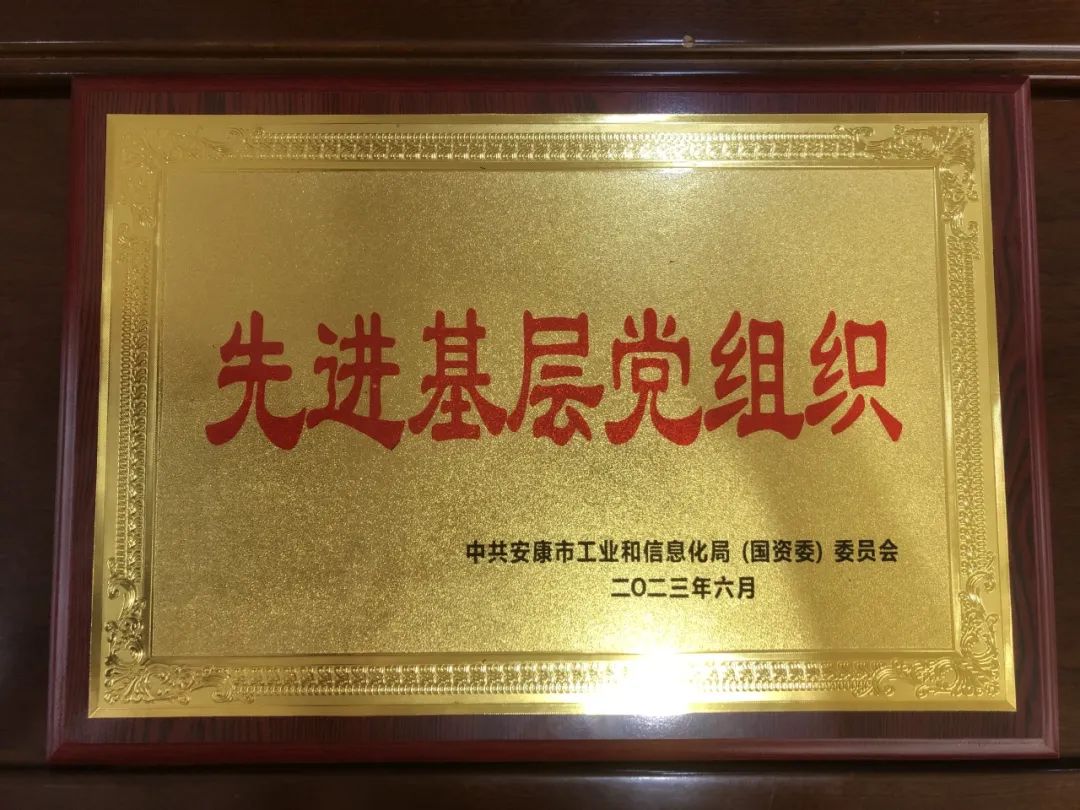 先进基层党组织
中共安康市工业和信息化局（国资委）委员会
二〇二三年六月